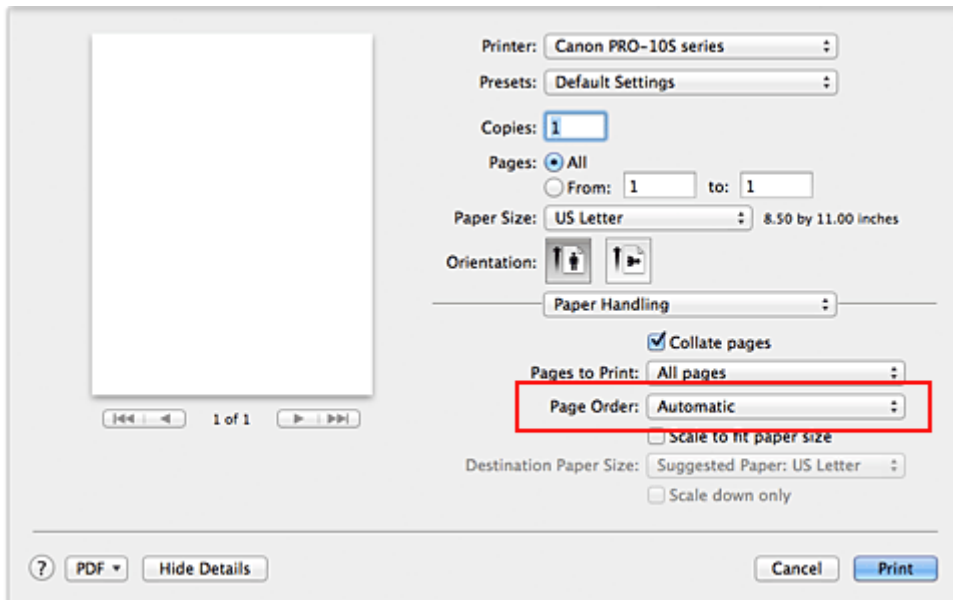 Printer: Canon PRO-10S series
Presets: Default Settings
Copies: 1
Pages: All
From: 1 to: 1
Paper Size: US Letter 8.50 by 11.00 inches
Orientation:
Paper Handling
Collate pages
Pages to Print: All pages
Page Order: Automatic
Scale to fit paper size
Destination Paper Size: Suggested Paper: US Letter
Scale down only
1 of 1
? PDF Hide Details Cancel Print